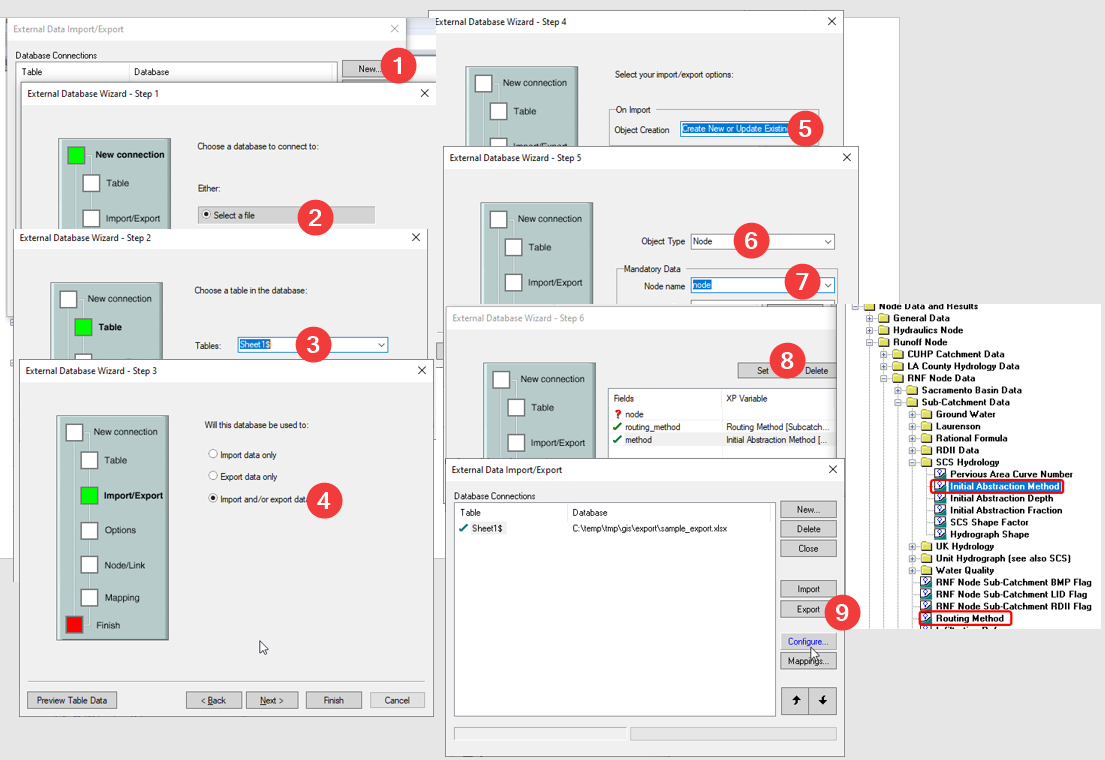 External Data Import/Export
Database Connections
Table Database
New...
1
External Database Wizard - Step 1
New connection
Table
Import/Export
Choose a database to connect to:
Either:
Select a file
2
External Database Wizard - Step 2
New connection
Table
Choose a table in the database:
Tables: Sheet1$
3
External Database Wizard - Step 3
New connection
Table
Import/Export
Options
Node/Link
Mapping
Finish
Will this database be used to:
Import data only
Export data only
Import and/or export data
4
Preview Table Data
< Back
Next >
Finish
Cancel
External Database Wizard - Step 4
New connection
Table
Import/Export
Select your import/export options:
On Import
Object Creation Create New or Update Existing
5
External Database Wizard - Step 5
New connection
Table
Import/Export
Object Type Node
6
Mandatory Data
Node name node
7
External Database Wizard - Step 6
New connection
Table
Import/Export
Set
8
Delete
Fields XP Variable
? node
routing_method Routing Method [Subcatch...
method Initial Abstraction Method [...
External Data Import/Export
Database Connections
Table Database
Sheet1$ C:\temp\tmp\gis\export\sample_export.xlsx
New...
Delete
Close
Import
Export
9
Configure...
Mappings...
Node Data and Results
General Data
Hydraulics Node
Runoff Node
CUHP Catchment Data
LA County Hydrology Data
RNF Node Data
Sacramento Basin Data
Sub-Catchment Data
Ground Water
Laurenson
Rational Formula
RDII Data
SCS Hydrology
Pervious Area Curve Number
Initial Abstraction Method
Initial Abstraction Depth
Initial Abstraction Fraction
SCS Shape Factor
Hydrograph Shape
UK Hydrology
Unit Hydrograph (see also SCS)
Water Quality
RNF Node Sub-Catchment BMP Flag
RNF Node Sub-Catchment LID Flag
RNF Node Sub-Catchment RDII Flag
Routing Method